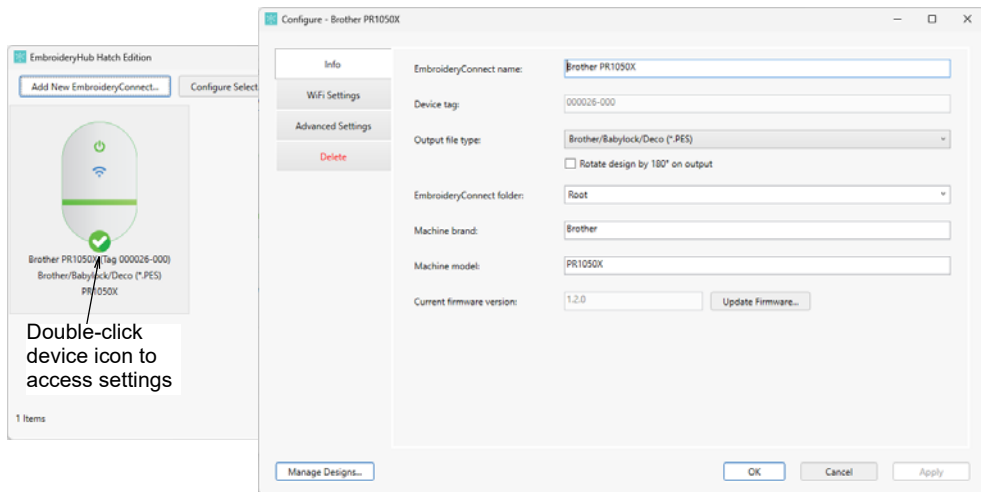 Configure - Brother PR1050X
EmbroideryHub Hatch Edition
Add New EmbroideryConnect...
Configure Select
Brother PR1050X (Tag 000026-000)
Brother/Babylock/Deco (*.PES)
PR1050X
Double-click
device icon to
access settings
1 Items
Info
WiFi Settings
Advanced Settings
Delete
EmbroideryConnect name:
Brother PR1050X
Device tag:
000026-000
Output file type:
Brother/Babylock/Deco (*.PES)
Rotate design by 180° on output
EmbroideryConnect folder:
Root
Machine brand:
Brother
Machine model:
PR1050X
Current firmware version:
1.2.0
Update Firmware...
Manage Designs...
OK
Cancel
Apply